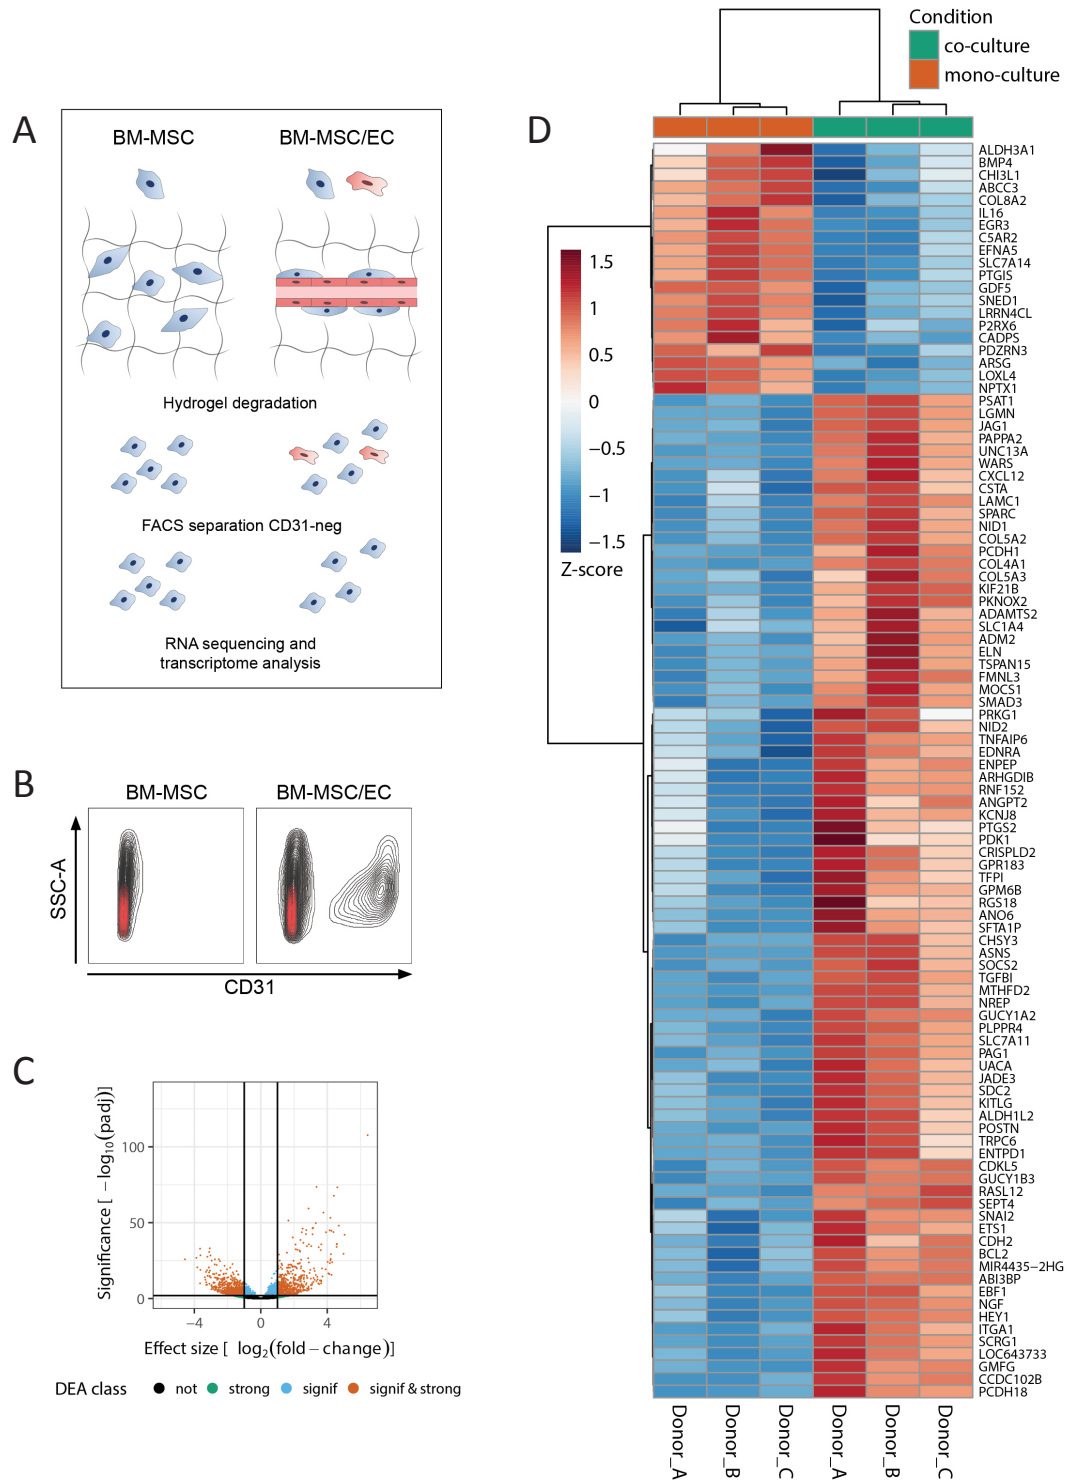 A
BM-MSC
BM-MSC/EC
Hydrogel degradation
FACS separation CD31-neg
RNA sequencing and
transcriptome analysis
B
BM-MSC
BM-MSC/EC
SSC-A
CD31
C
Significance [ −log10(padj)]
100
50
0
−4
0
4
Effect size [ log2(fold−change)]
DEA class
not
strong
signif
signif & strong
D
Condition
co-culture
mono-culture
1.5
1
0.5
0
−0.5
−1
−1.5
Z-score
ALDH3A1
BMP4
CHI3L1
ABCC3
COL8A2
IL16
EGR3
C5AR2
EFNA5
SLC7A14
PTGIS
GDF5
SNED1
LRRN4CL
P2RX6
CADPS
PDZRN3
ARSG
LOXL4
NPTX1
PSAT1
LGMN
JAG1
PAPPA2
UNC13A
WARS
CXCL12
CSTA
LAMC1
SPARC
NID1
COL5A2
PCDH1
COL4A1
COL5A3
KIF21B
PKNOX2
ADAMTS2
SLC1A4
ADM2
ELN
TSPAN15
FMNL3
MOCS1
SMAD3
PRKG1
NID2
TNFAIP6
EDNRA
ENPEP
ARHGDIB
RNF152
ANGPT2
KCNJ8
PTGS2
PDK1
CRISPLD2
GPR183
TFPI
GPM6B
RGS18
ANO6
SFTA1P
CHSY3
ASNS
SOCS2
TGFBI
MTHFD2
NREP
GUCY1A2
PLPPR4
SLC7A11
PAG1
UACA
JADE3
SDC2
KITLG
ALDH1L2
POSTN
TRPC6
ENTPD1
CDKL5
GUCY1B3
RASL12
SEPT4
SNAI2
ETS1
CDH2
BCL2
MIR4435−2HG
ABI3BP
EBF1
NGF
HEY1
ITGA1
SCRG1
LOC643733
GMFG
CCDC102B
PCDH18
Donor_A
Donor_B
Donor_C
Donor_A
Donor_B
Donor_C